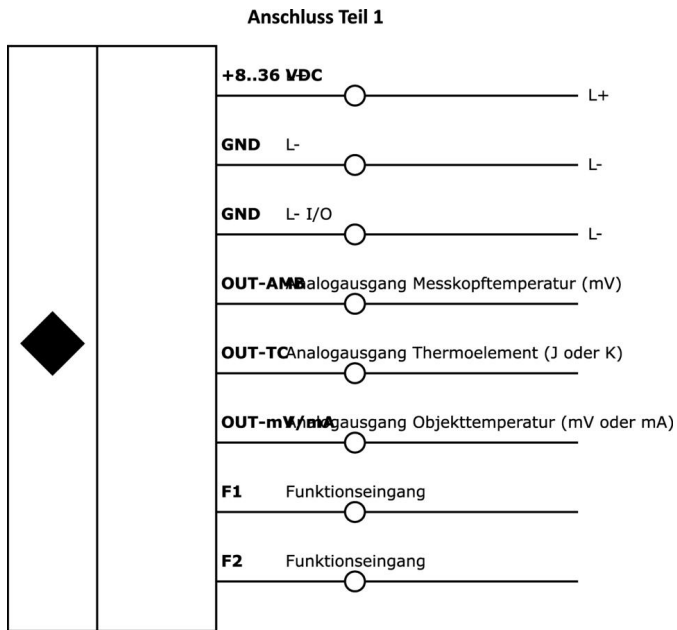 Anschluss Teil 1
+8..36 VDC L+
L+
GND L-
L-
GND L- I/O
L-
OUT-AMB Analogausgang Messkopftemperatur (mV)
OUT-TC Analogausgang Thermoelement (J oder K)
OUT-mV/mA Analogausgang Objekttemperatur (mV oder mA)
F1 Funktionseingang
F2 Funktionseingang